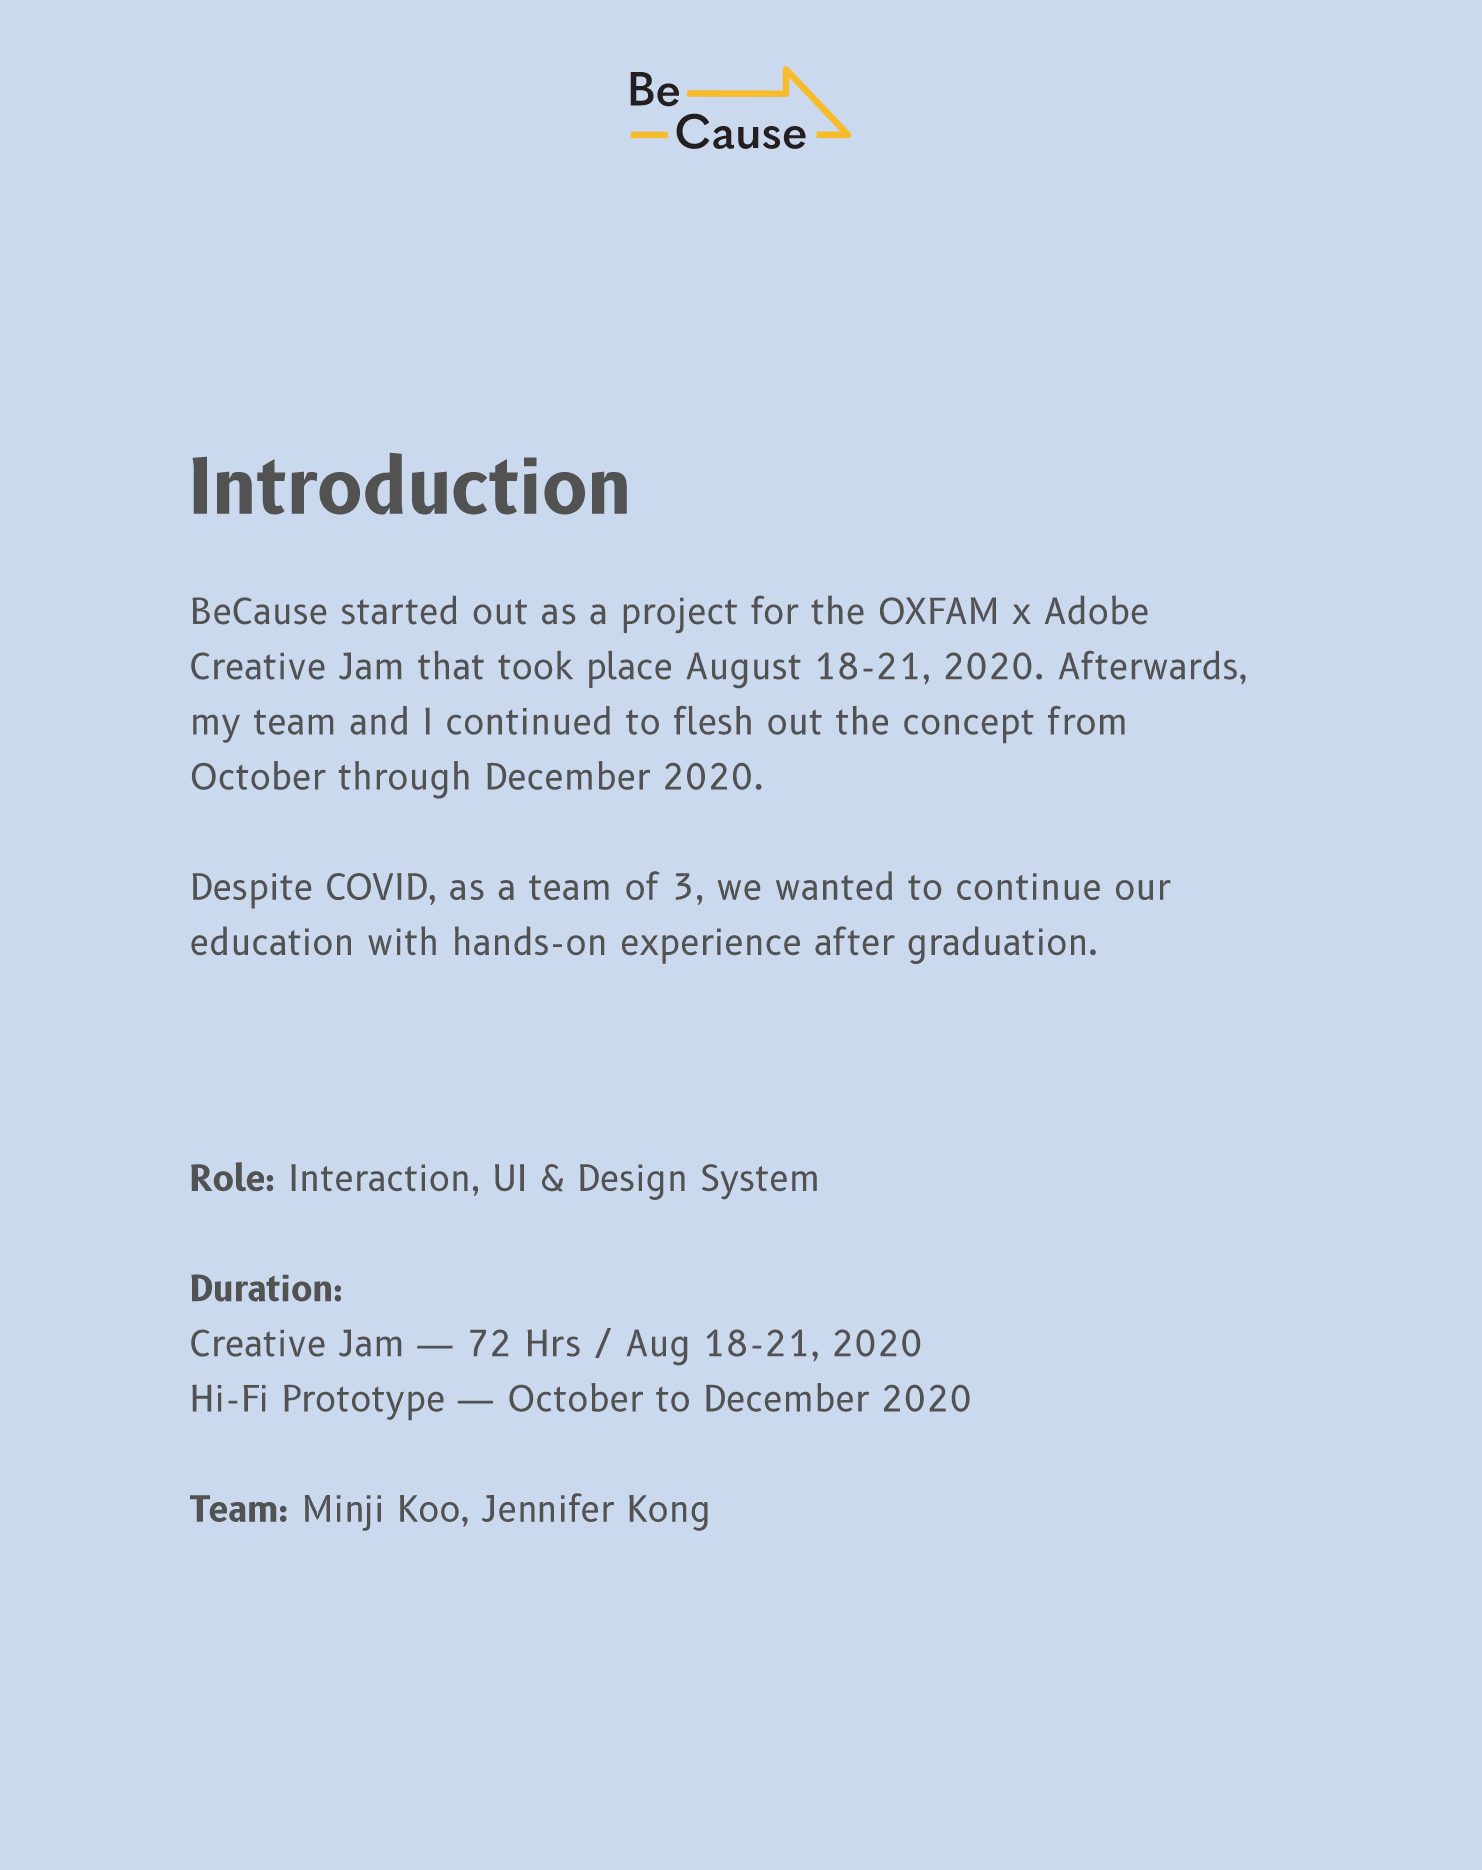 Be
Cause
Introduction
BeCause started out as a project for the OXFAM x Adobe
Creative Jam that took place August 18-21, 2020. Afterwards,
my team and I continued to flesh out the concept from
October through December 2020.
Despite COVID, as a team of 3, we wanted to continue our
education with hands-on experience after graduation.
Role: Interaction, UI & Design System
Duration:
Creative Jam — 72 Hrs / Aug 18-21, 2020
Hi-Fi Prototype — October to December 2020
Team: Minji Koo, Jennifer Kong